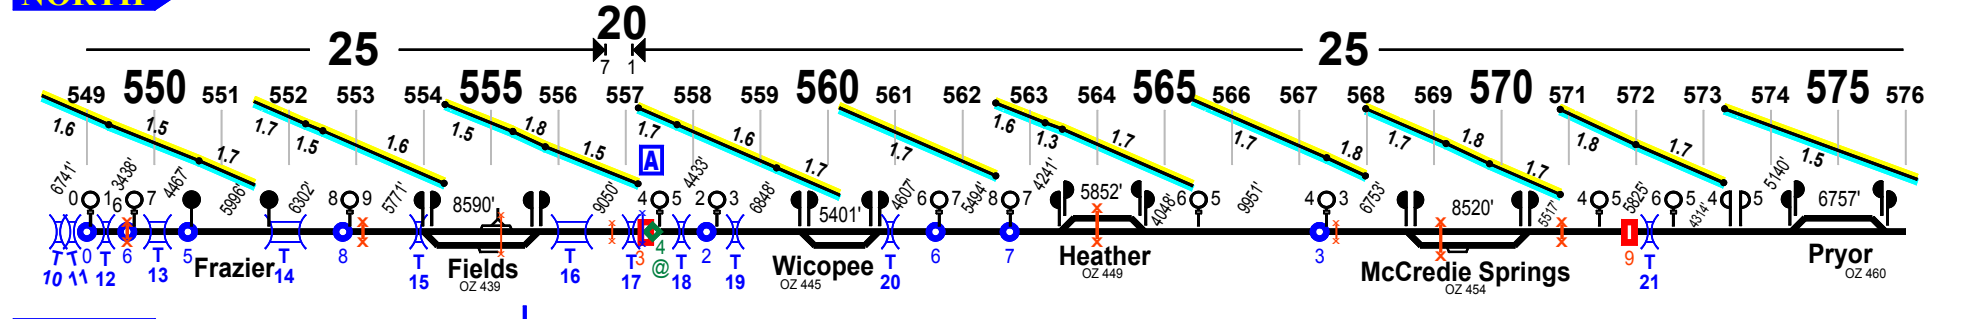 NORTH
20
25 25
7 1
549 550 551 552 553 554 555 556 557 558 559 560 561 562 563 564 565 566 567 568 569 570 571 572 573 574 575 576
1.6 1.5 1.7 1.7 1.5 1.6 1.5 1.8 1.5 1.7 1.6 1.7 1.7 1.6 1.3 1.7 1.7 1.8 1.7 1.8 1.7 1.8 1.7 1.5
A
6741' 3438' 4467' 5996' 6302' 5771' 8590' 9050' 4433' 6848' 5401' 4607' 5494' 4241' 5852' 4048' 9951' 6753' 8520' 5517' 5825' 4314' 5140' 6757'
0 1 6 7 8 9 4 5 2 3 6 7 8 7 6 5 4 3 4 5 6 5 4 5
T T 0 T 6 T 5 T 8 T T T 3 4 T 2 T T 6 7 3 9 T
10 11 12 13 Frazier 14 15 Fields 16 17 @ 18 19 Wicopee 20 Heather McCredie Springs 21 Pryor
OZ 439 OZ 445 OZ 449 OZ 454 OZ 460